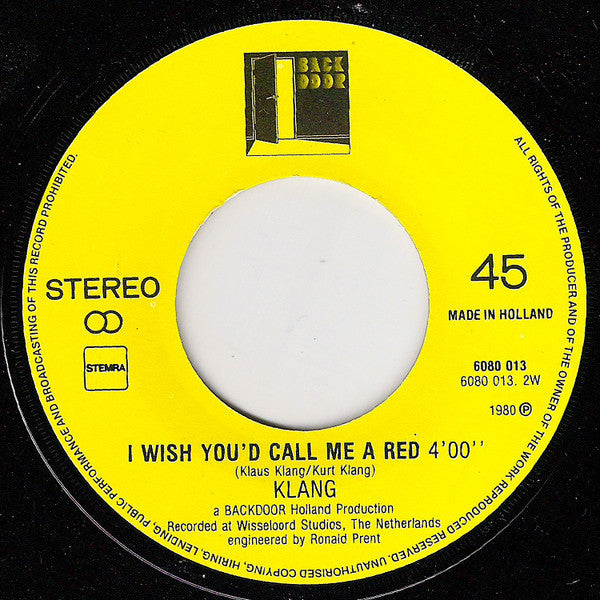 BACK
DOOR
STEREO
45
MADE IN HOLLAND
STEMRA
6080 013
6080 013. 2W
1980 ℗
I WISH YOU'D CALL ME A RED 4'00''
(Klaus Klang/Kurt Klang)
KLANG
a BACKDOOR Holland Production
Recorded at Wisseloord Studios, The Netherlands
engineered by Ronald Prent
ALL RIGHTS OF THE PRODUCER AND OF THE OWNER OF THE WORK REPRODUCED RESERVED. UNAUTHORISED COPYING, HIRING, LENDING, PUBLIC PERFORMANCE AND BROADCASTING OF THIS RECORD PROHIBITED.